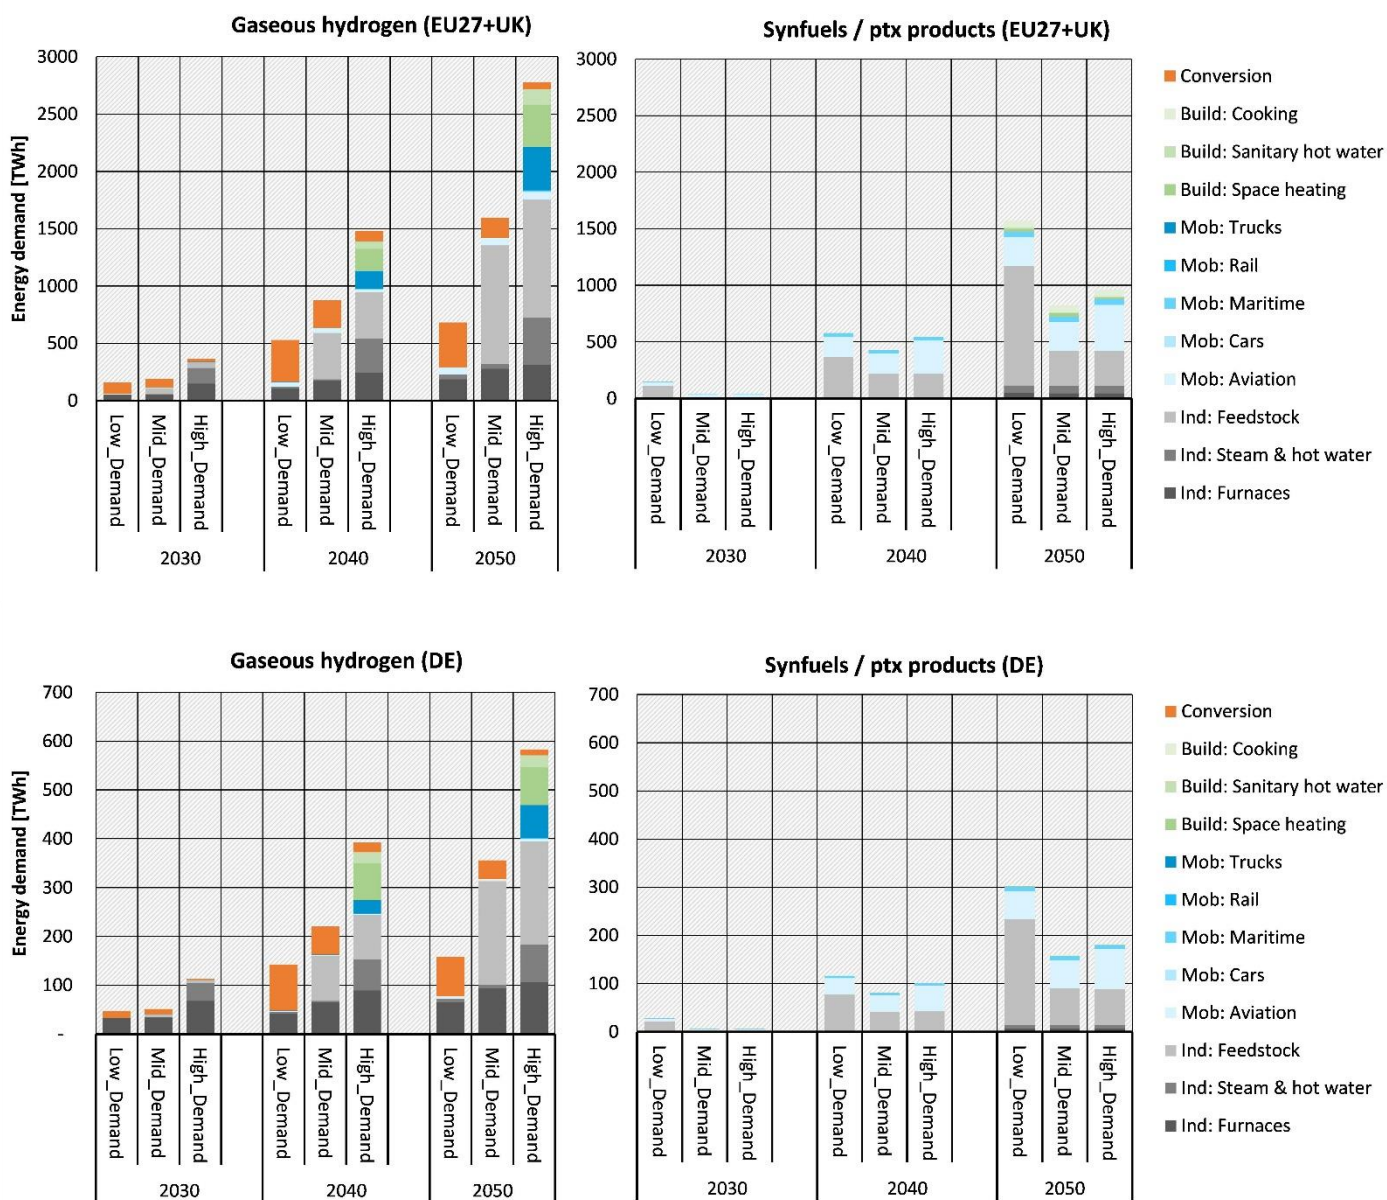 Gaseous hydrogen (EU27+UK)
Energy demand [TWh]
3000
2500
2000
1500
1000
500
0
Low_Demand
Mid_Demand
High_Demand
Low_Demand
Mid_Demand
High_Demand
Low_Demand
Mid_Demand
High_Demand
2030
2040
2050
Synfuels / ptx products (EU27+UK)
3000
2500
2000
1500
1000
500
0
Low_Demand
Mid_Demand
High_Demand
Low_Demand
Mid_Demand
High_Demand
Low_Demand
Mid_Demand
High_Demand
2030
2040
2050
Conversion
Build: Cooking
Build: Sanitary hot water
Build: Space heating
Mob: Trucks
Mob: Rail
Mob: Maritime
Mob: Cars
Mob: Aviation
Ind: Feedstock
Ind: Steam & hot water
Ind: Furnaces
Gaseous hydrogen (DE)
Energy demand [TWh]
700
600
500
400
300
200
100
-
Low_Demand
Mid_Demand
High_Demand
Low_Demand
Mid_Demand
High_Demand
Low_Demand
Mid_Demand
High_Demand
2030
2040
2050
Synfuels / ptx products (DE)
700
600
500
400
300
200
100
0
Low_Demand
Mid_Demand
High_Demand
Low_Demand
Mid_Demand
High_Demand
Low_Demand
Mid_Demand
High_Demand
2030
2040
2050
Conversion
Build: Cooking
Build: Sanitary hot water
Build: Space heating
Mob: Trucks
Mob: Rail
Mob: Maritime
Mob: Cars
Mob: Aviation
Ind: Feedstock
Ind: Steam & hot water
Ind: Furnaces